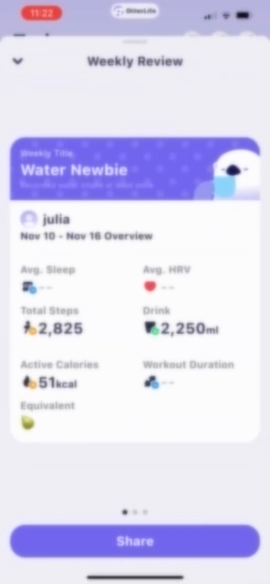 11:22
Weekly Review
Weekly Title
Water Newbie
julia
Nov 10 - Nov 16 Overview
Avg. Sleep
Avg. HRV
--
--
Total Steps
Drink
2,825
2,250ml
Active Calories
Workout Duration
51kcal
--
Equivalent
Share